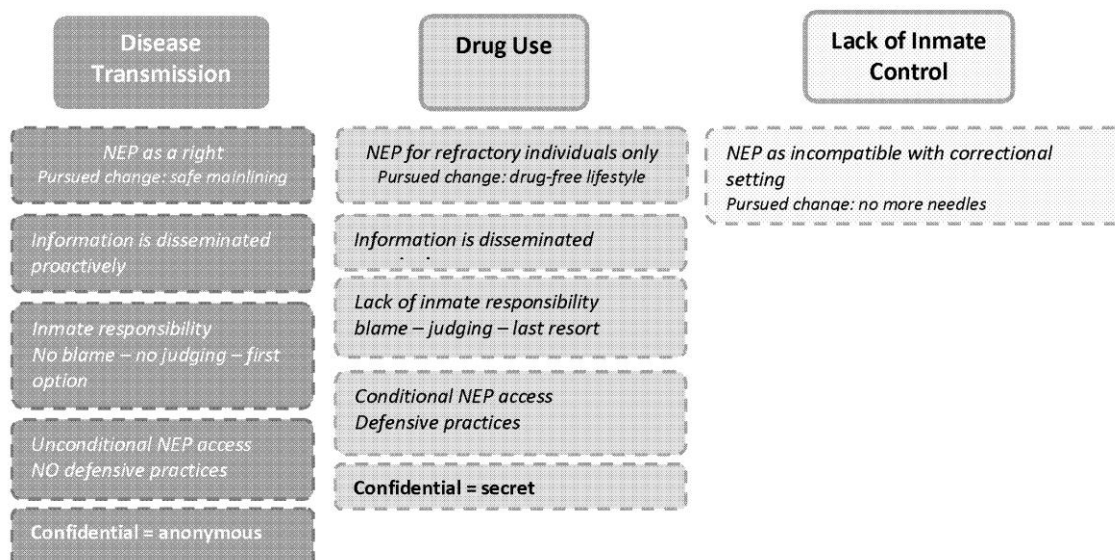 Disease
Transmission
NEP as a right
Pursued change: safe mainlining
Information is disseminated
proactively
Inmate responsibility
No blame – no judging – first
option
Unconditional NEP access
NO defensive practices
Confidential = anonymous
Drug Use
NEP for refractory individuals only
Pursued change: drug-free lifestyle
Information is disseminated
Lack of inmate responsibility
blame – judging – last resort
Conditional NEP access
Defensive practices
Confidential = secret
Lack of Inmate
Control
NEP as incompatible with correctional
setting
Pursued change: no more needles